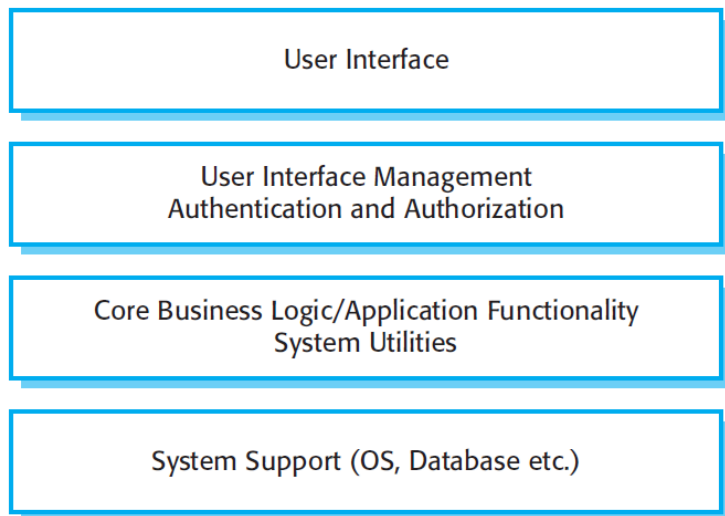 User Interface
User Interface Management
Authentication and Authorization
Core Business Logic/Application Functionality
System Utilities
System Support (OS, Database etc.)